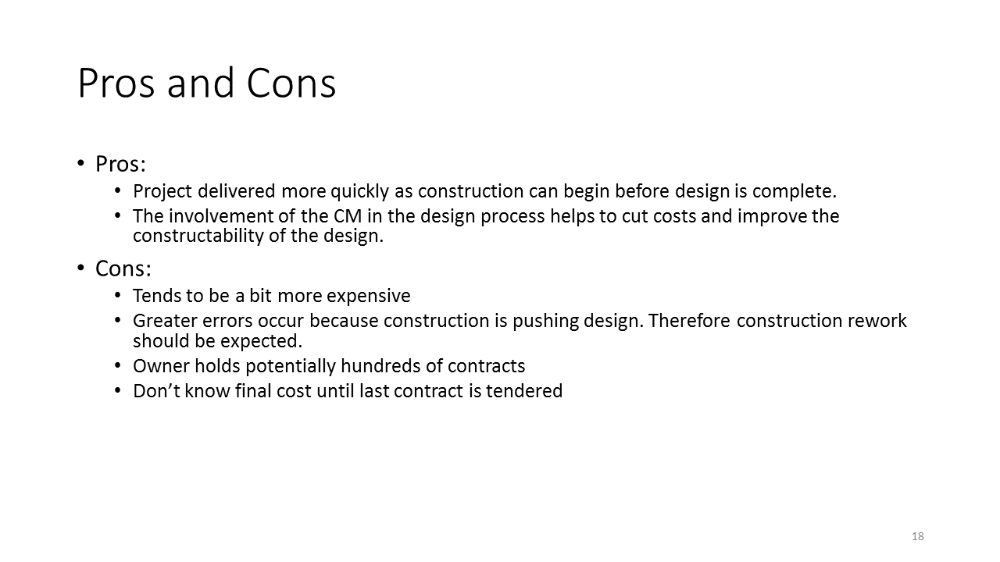 Pros and Cons
• Pros:
• Project delivered more quickly as construction can begin before design is complete.
• The involvement of the CM in the design process helps to cut costs and improve the
constructability of the design.
• Cons:
• Tends to be a bit more expensive
• Greater errors occur because construction is pushing design. Therefore construction rework
should be expected.
• Owner holds potentially hundreds of contracts
• Don’t know final cost until last contract is tendered
18